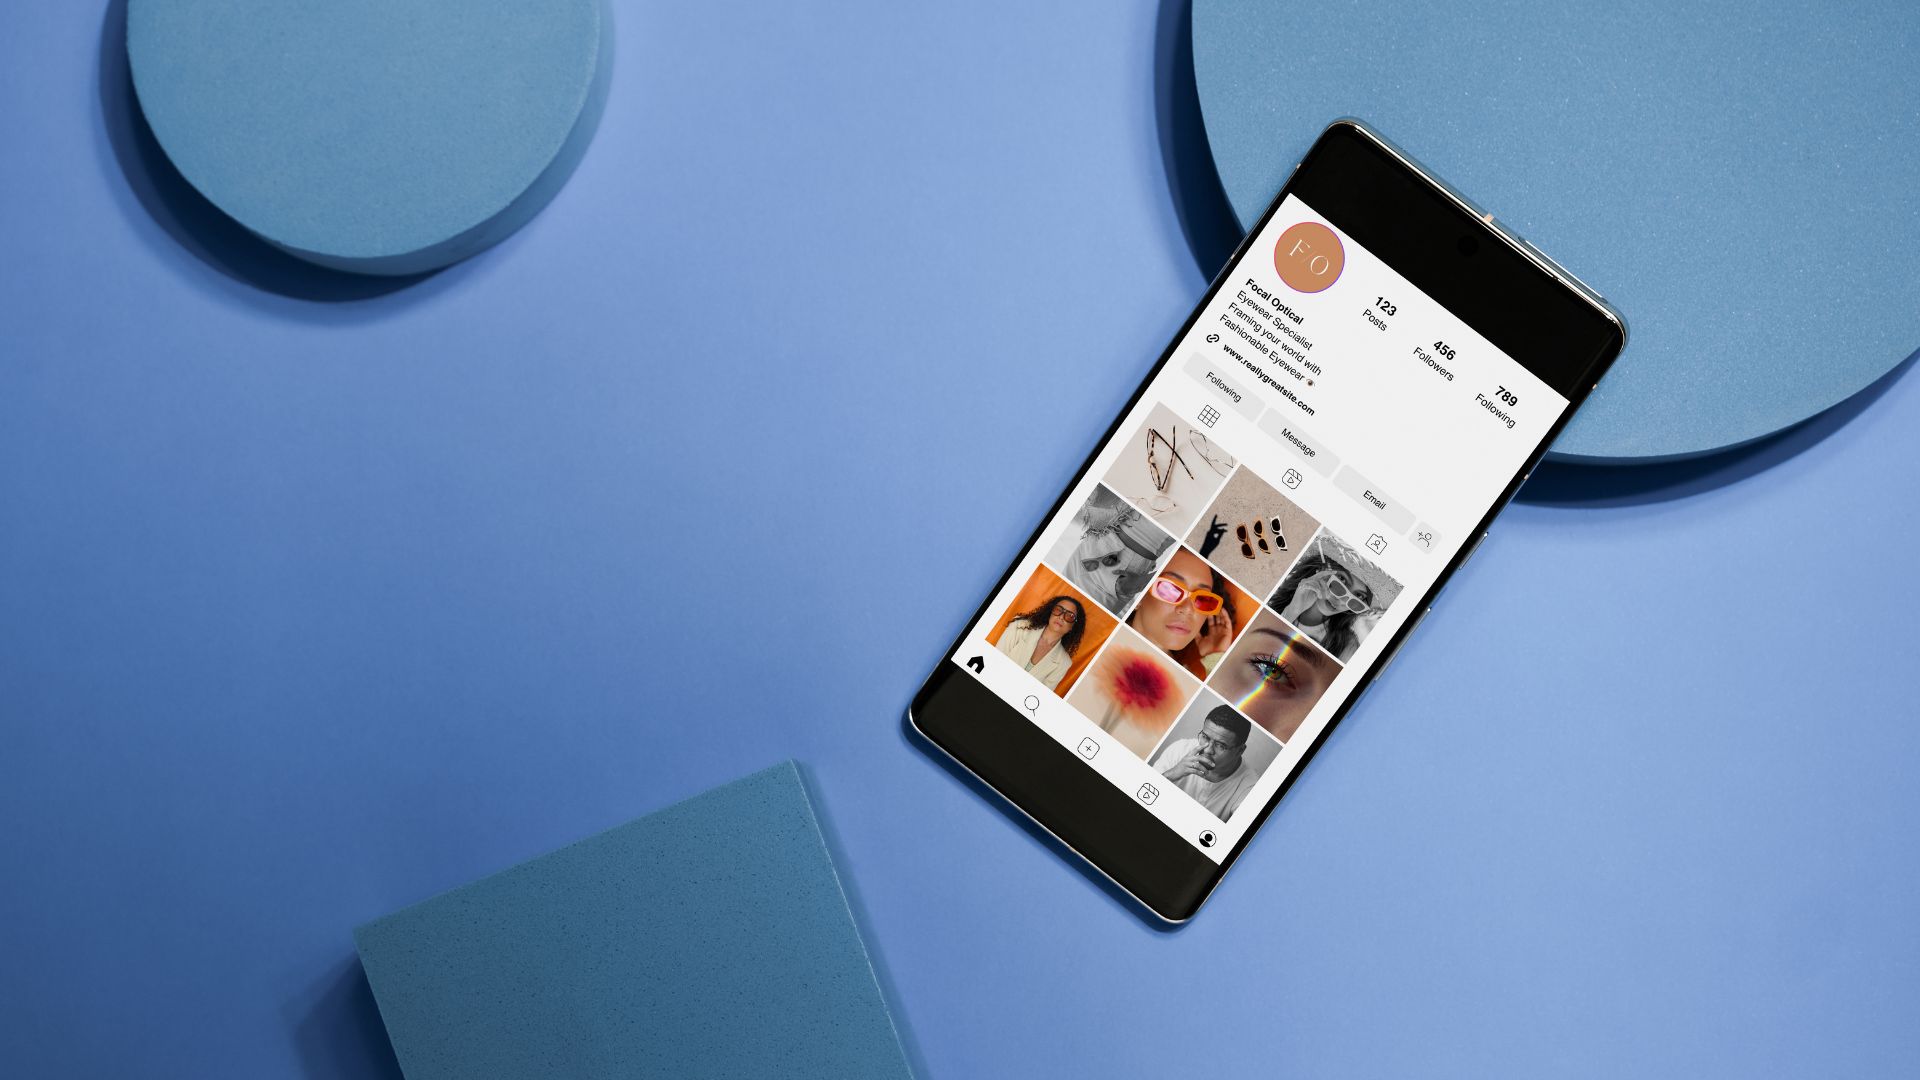 F/O
123
Posts
456
Followers
789
Following
Focal Optical
Eyewear Specialist
Framing your world with
Fashionable Eyewear
www.reallygreatsite.com
Following
Message
Email